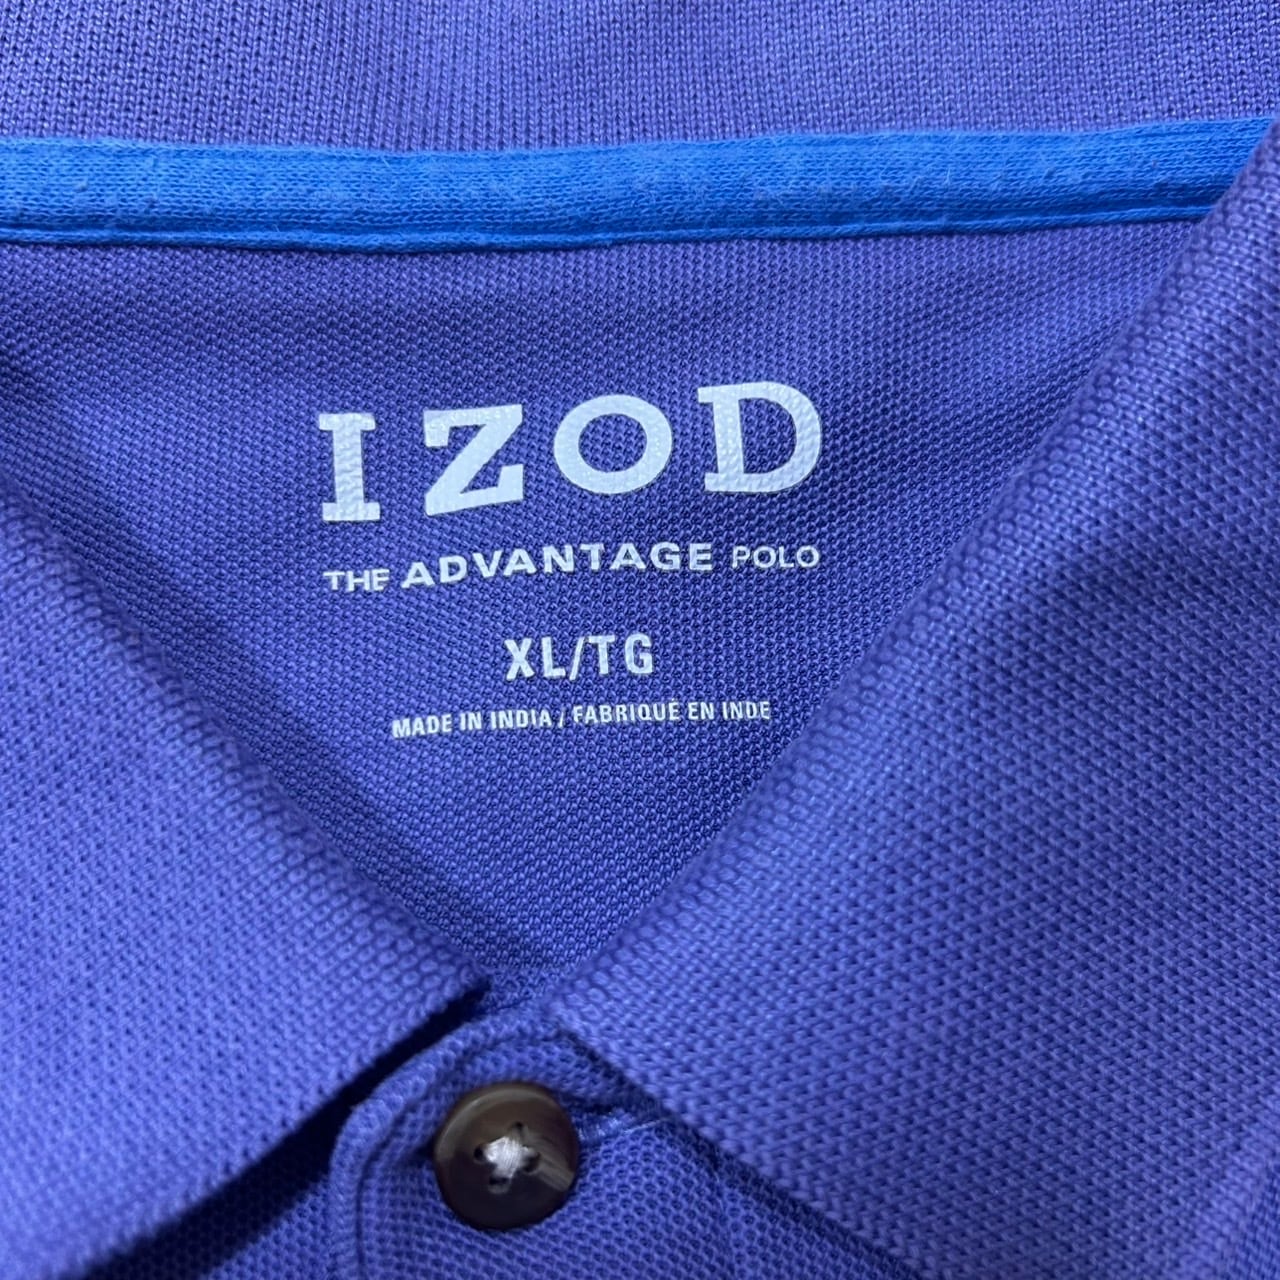 IZOD
THE ADVANTAGE POLO
XL/TG
MADE IN INDIA / FABRIQUE EN INDE